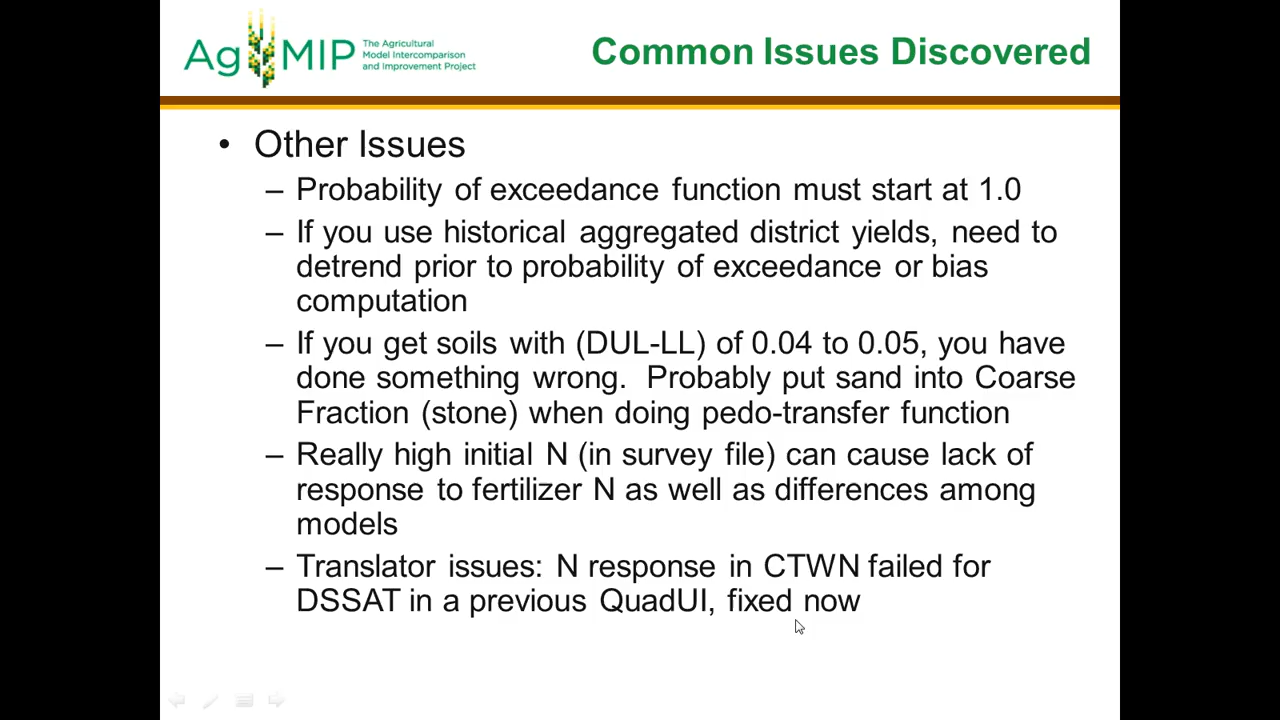 AgMIP
The Agricultural
Model Intercomparison
and Improvement Project
Common Issues Discovered
• Other Issues
– Probability of exceedance function must start at 1.0
– If you use historical aggregated district yields, need to
detrend prior to probability of exceedance or bias
computation
– If you get soils with (DUL-LL) of 0.04 to 0.05, you have
done something wrong.  Probably put sand into Coarse
Fraction (stone) when doing pedo-transfer function
– Really high initial N (in survey file) can cause lack of
response to fertilizer N as well as differences among
models
– Translator issues: N response in CTWN failed for
DSSAT in a previous QuadUI, fixed now